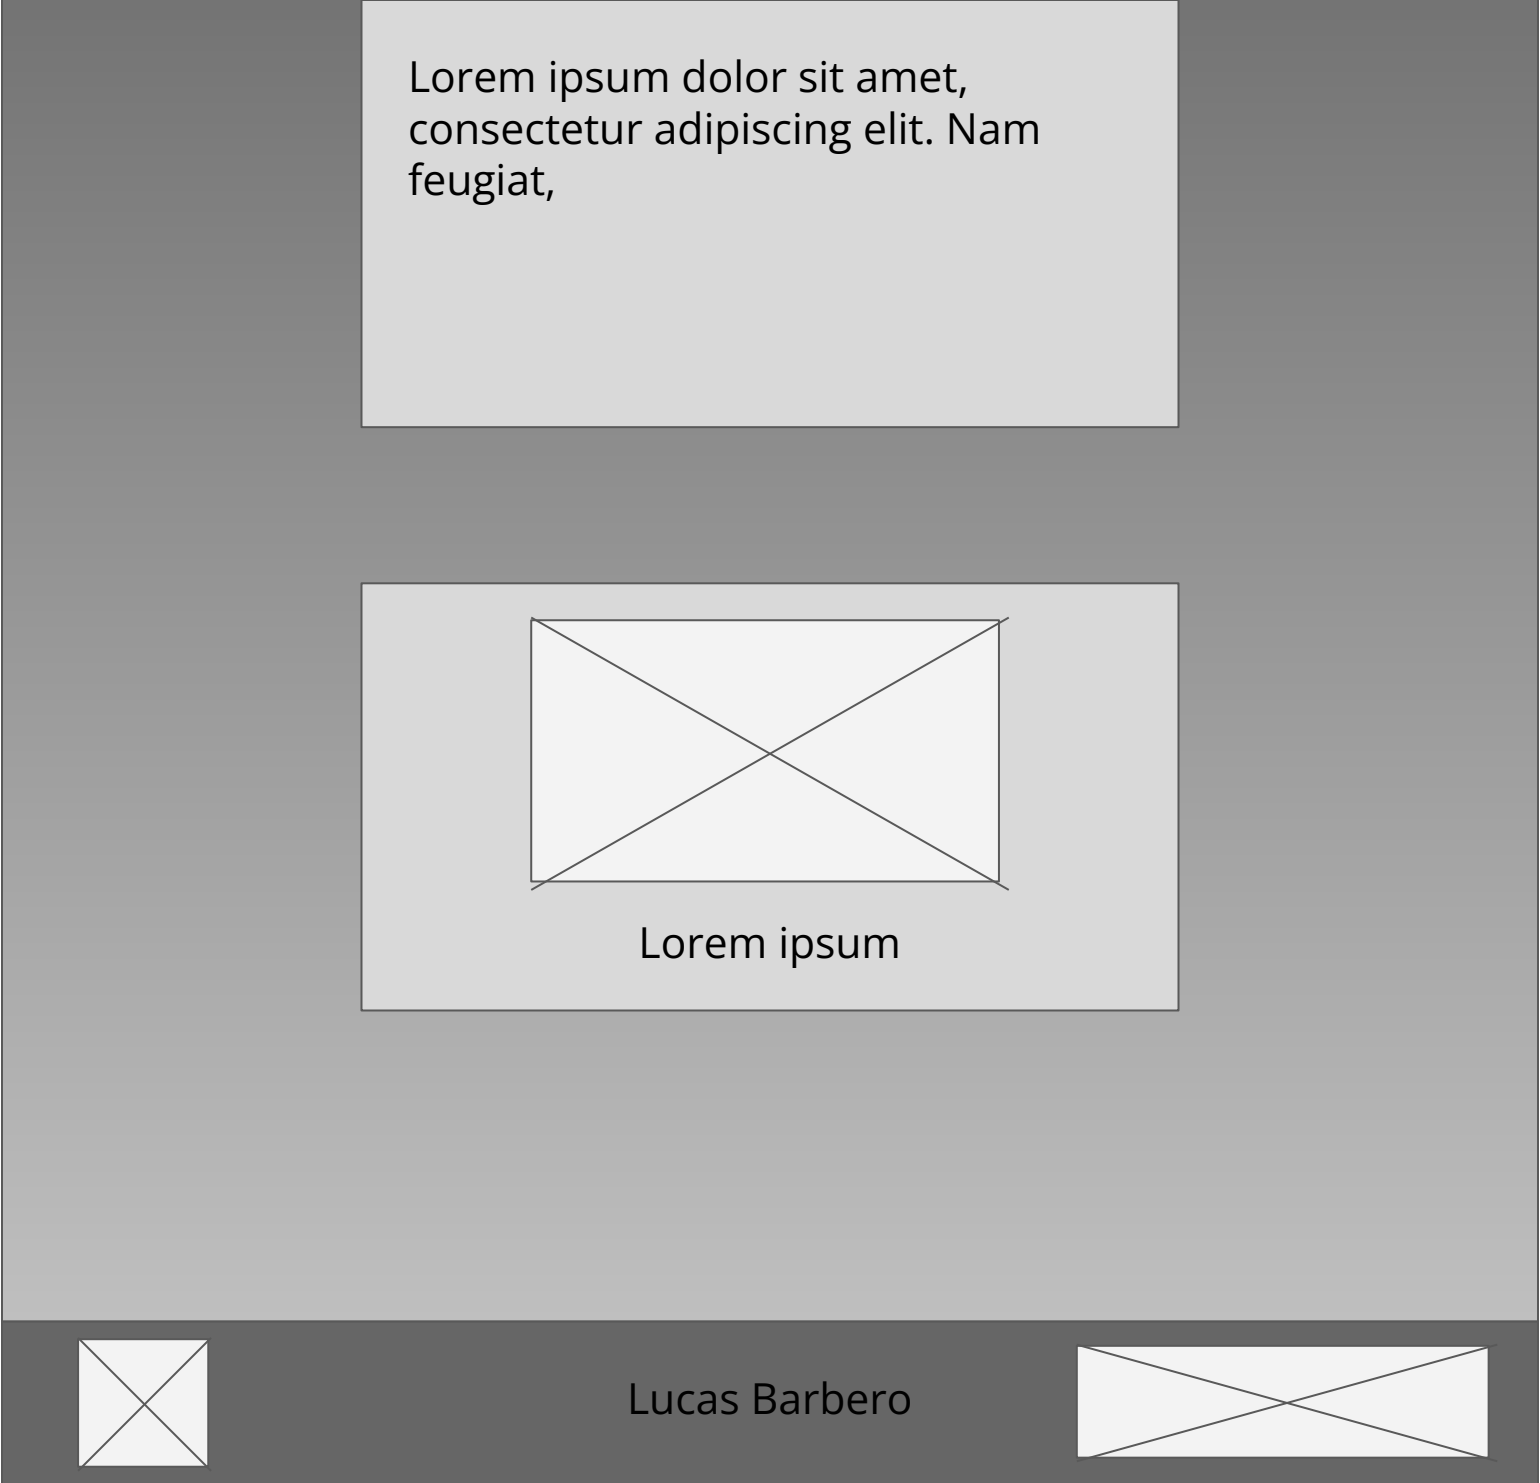 Lorem ipsum dolor sit amet,
consectetur adipiscing elit. Nam
feugiat,
Lorem ipsum
Lucas Barbero